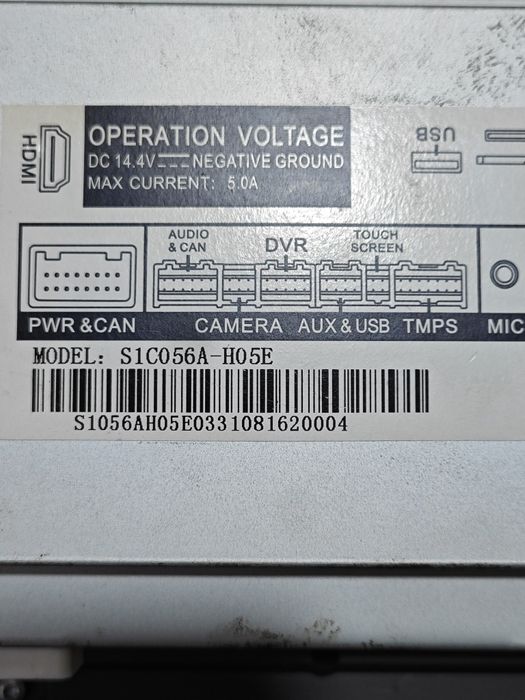 HDMI
OPERATION VOLTAGE
DC 14.4V NEGATIVE GROUND
MAX CURRENT: 5.0A
USB
AUDIO
& CAN
DVR
TOUCH
SCREEN
PWR &CAN
CAMERA
AUX & USB
TMPS
MIC
MODEL: S1C056A-H05E
S1056AH05E0331081620004